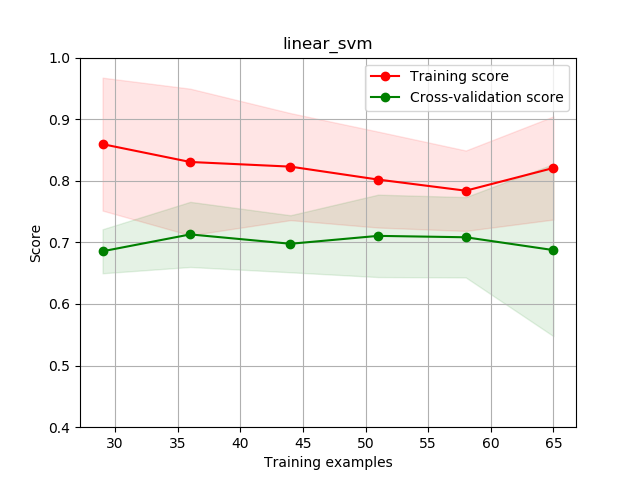 linear_svm
Training score
Cross-validation score
1.0
0.9
0.8
0.7
0.6
0.5
0.4
Score
30 35 40 45 50 55 60 65
Training examples